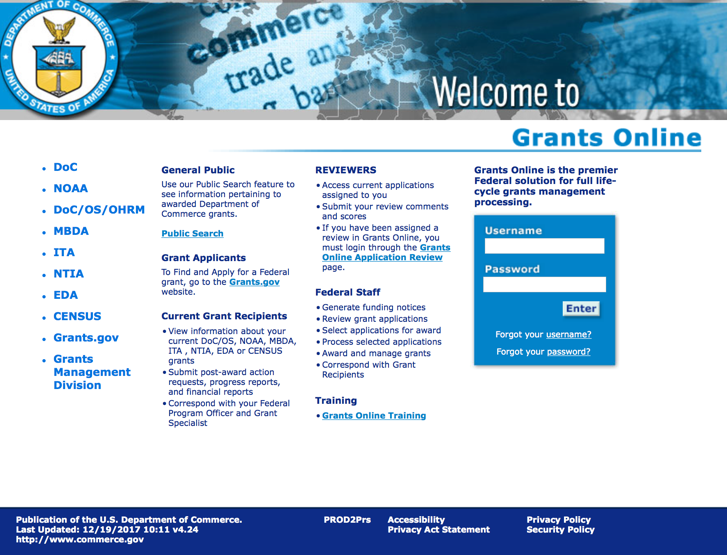 DEPARTMENT OF COMMERCE
UNITED STATES OF AMERICA
commerce
trade and
Welcome to
Grants Online
• DoC
• NOAA
• DoC/OS/OHRM
• MBDA
• ITA
• NTIA
• EDA
• CENSUS
• Grants.gov
• Grants
Management
Division
General Public
Use our Public Search feature to
see information pertaining to
awarded Department of
Commerce grants.
Public Search
Grant Applicants
To Find and Apply for a Federal
grant, go to the Grants.gov
website.
Current Grant Recipients
• View information about your
current DoC/OS, NOAA, MBDA,
ITA , NTIA, EDA or CENSUS
grants
• Submit post-award action
requests, progress reports,
and financial reports
• Correspond with your Federal
Program Officer and Grant
Specialist
REVIEWERS
• Access current applications
assigned to you
• Submit your review comments
and scores
• If you have been assigned a
review in Grants Online, you
must login through the Grants
Online Application Review
page.
Federal Staff
• Generate funding notices
• Review grant applications
• Select applications for award
• Process selected applications
• Award and manage grants
• Correspond with Grant
Recipients
Training
• Grants Online Training
Grants Online is the premier
Federal solution for full life-
cycle grants management
processing.
Username
Password
Enter
Forgot your username?
Forgot your password?
Publication of the U.S. Department of Commerce.
Last Updated: 12/19/2017 10:11 v4.24
http://www.commerce.gov
PROD2Prs
Accessibility
Privacy Act Statement
Privacy Policy
Security Policy